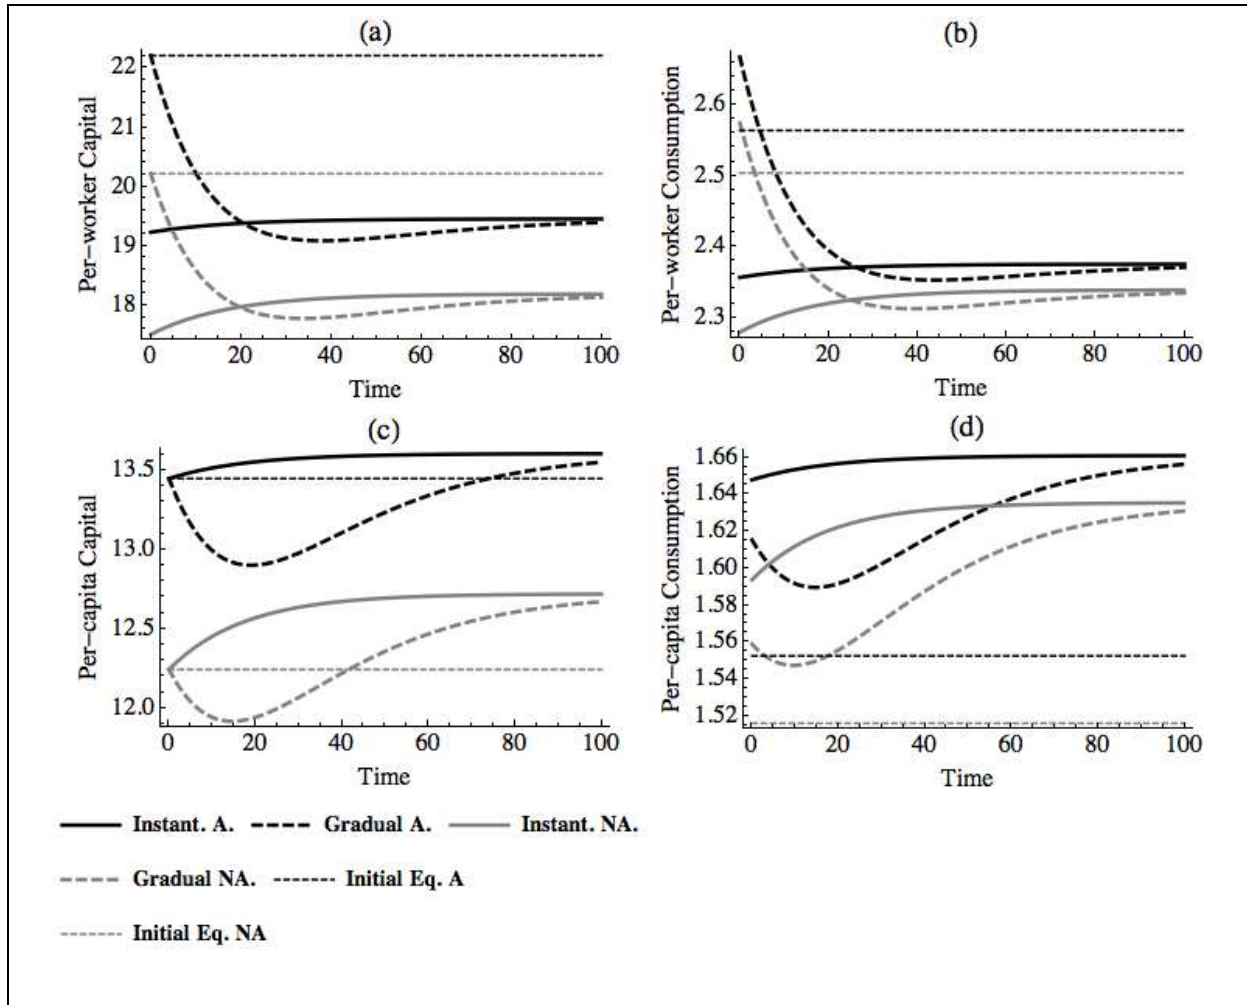 (a)
Per-worker Capital
22
21
20
19
18
0 20 40 60 80 100
Time
(b)
Per-worker Consumption
2.6
2.5
2.4
2.3
0 20 40 60 80 100
Time
(c)
Per-capita Capital
13.5
13.0
12.5
12.0
0 20 40 60 80 100
Time
(d)
Per-capita Consumption
1.66
1.64
1.62
1.60
1.58
1.56
1.54
1.52
0 20 40 60 80 100
Time
Instant. A. Gradual A. Instant. NA.
Gradual NA. Initial Eq. A
Initial Eq. NA